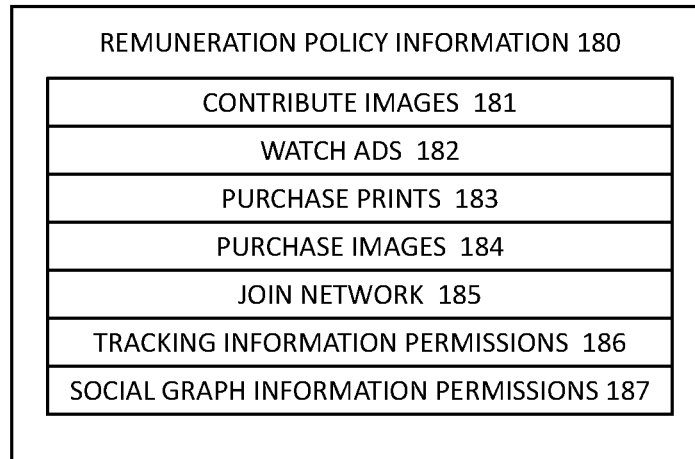 REMUNERATION POLICY INFORMATION 180
CONTRIBUTE IMAGES 181
WATCH ADS 182
PURCHASE PRINTS 183
PURCHASE IMAGES 184
JOIN NETWORK 185
TRACKING INFORMATION PERMISSIONS 186
SOCIAL GRAPH INFORMATION PERMISSIONS 187